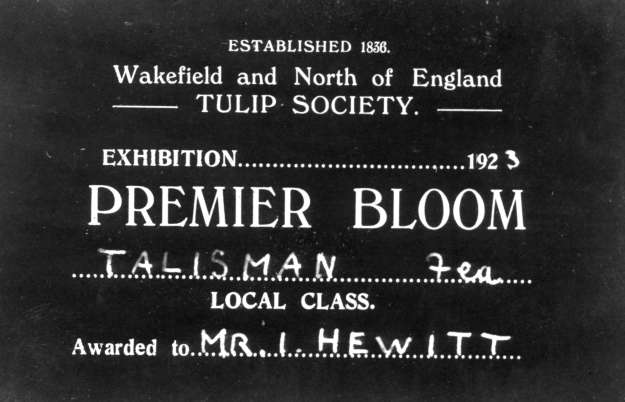 ESTABLISHED 1836.
Wakefield and North of England
TULIP SOCIETY.
EXHIBITION..............................1923
PREMIER BLOOM
TALISMAN Fea
LOCAL CLASS.
Awarded to MR. I. HEWITT